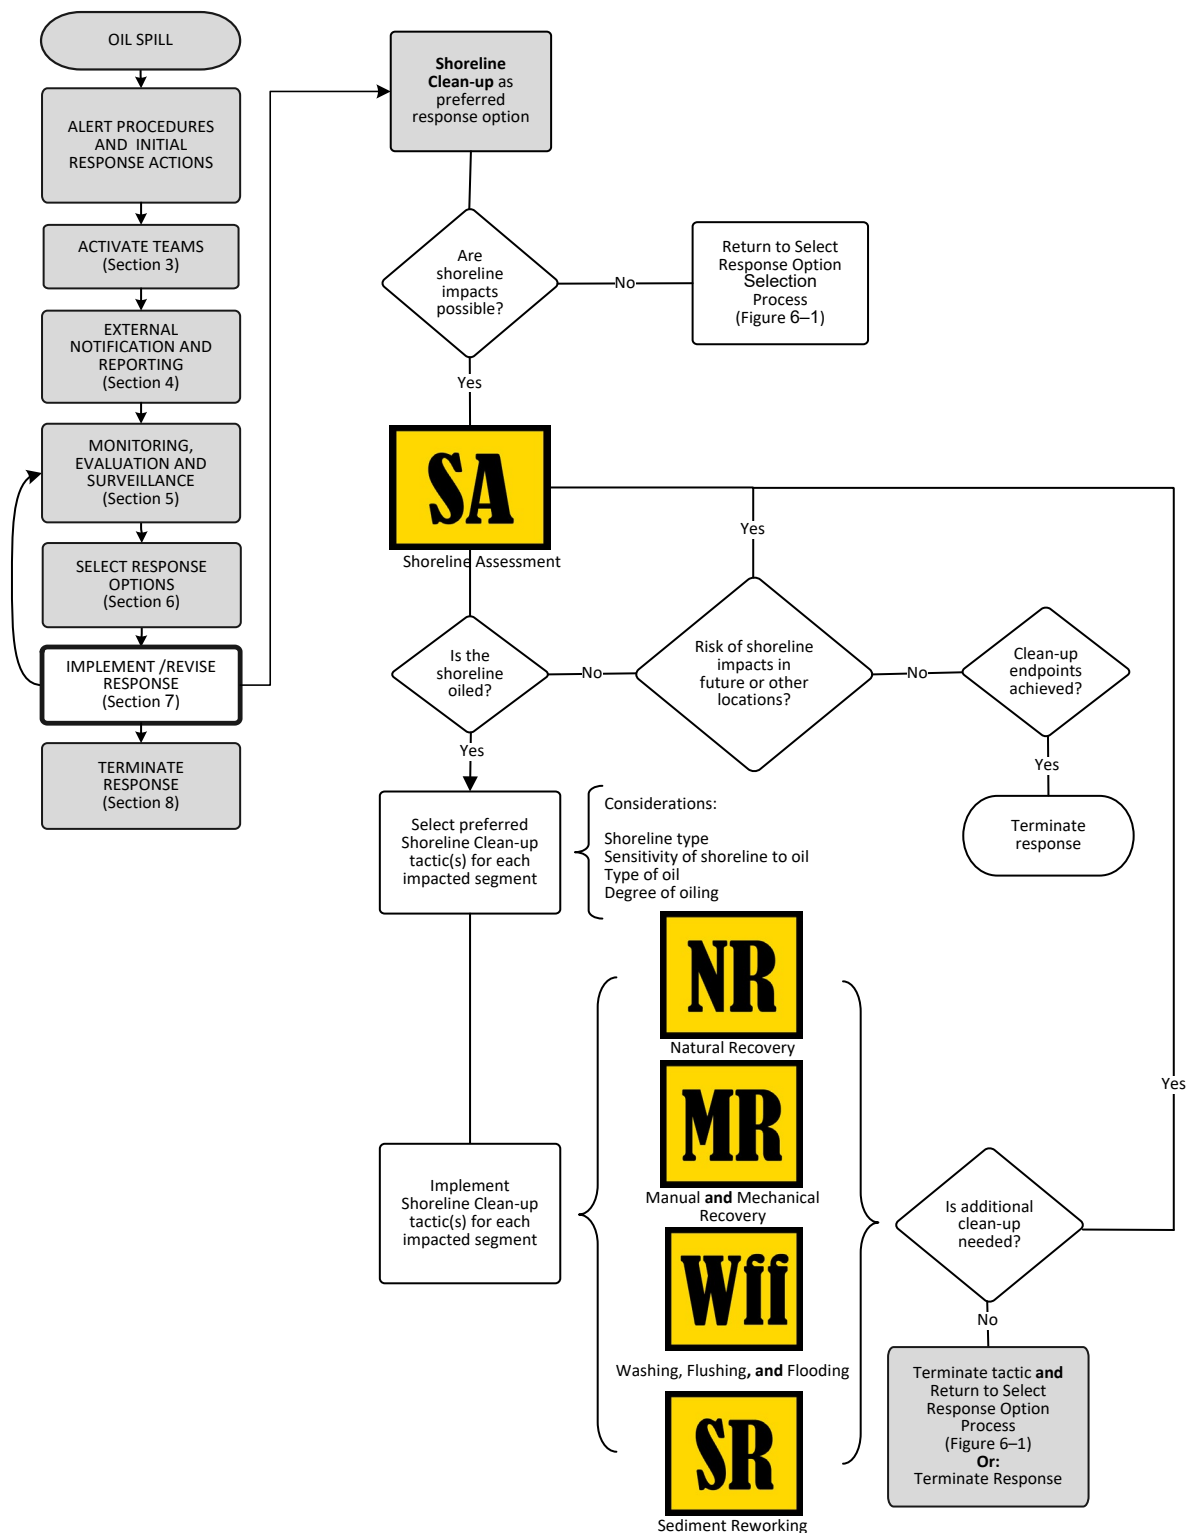 OIL SPILL
ALERT PROCEDURES
AND INITIAL
RESPONSE ACTIONS
ACTIVATE TEAMS
(Section 3)
EXTERNAL
NOTIFICATION AND
REPORTING
(Section 4)
MONITORING,
EVALUATION AND
SURVEILLANCE
(Section 5)
SELECT RESPONSE
OPTIONS
(Section 6)
IMPLEMENT /REVISE
RESPONSE
(Section 7)
TERMINATE
RESPONSE
(Section 8)
Shoreline
Clean-up as
preferred
response option
Are
shoreline
impacts
possible?
No
Return to Select
Response Option
Selection
Process
(Figure 6–1)
Yes
SA
Shoreline Assessment
Yes
Is the
shoreline
oiled?
No
Risk of shoreline
impacts in
future or other
locations?
No
Clean-up
endpoints
achieved?
Yes
Yes
Terminate
response
Select preferred
Shoreline Clean-up
tactic(s) for each
impacted segment
Considerations:
Shoreline type
Sensitivity of shoreline to oil
Type of oil
Degree of oiling
NR
Natural Recovery
MR
Manual and Mechanical
Recovery
Wff
Washing, Flushing, and Flooding
SR
Sediment Reworking
Implement
Shoreline Clean-up
tactic(s) for each
impacted segment
Yes
Is additional
clean-up
needed?
No
Terminate tactic and
Return to Select
Response Option
Process
(Figure 6–1)
Or:
Terminate Response